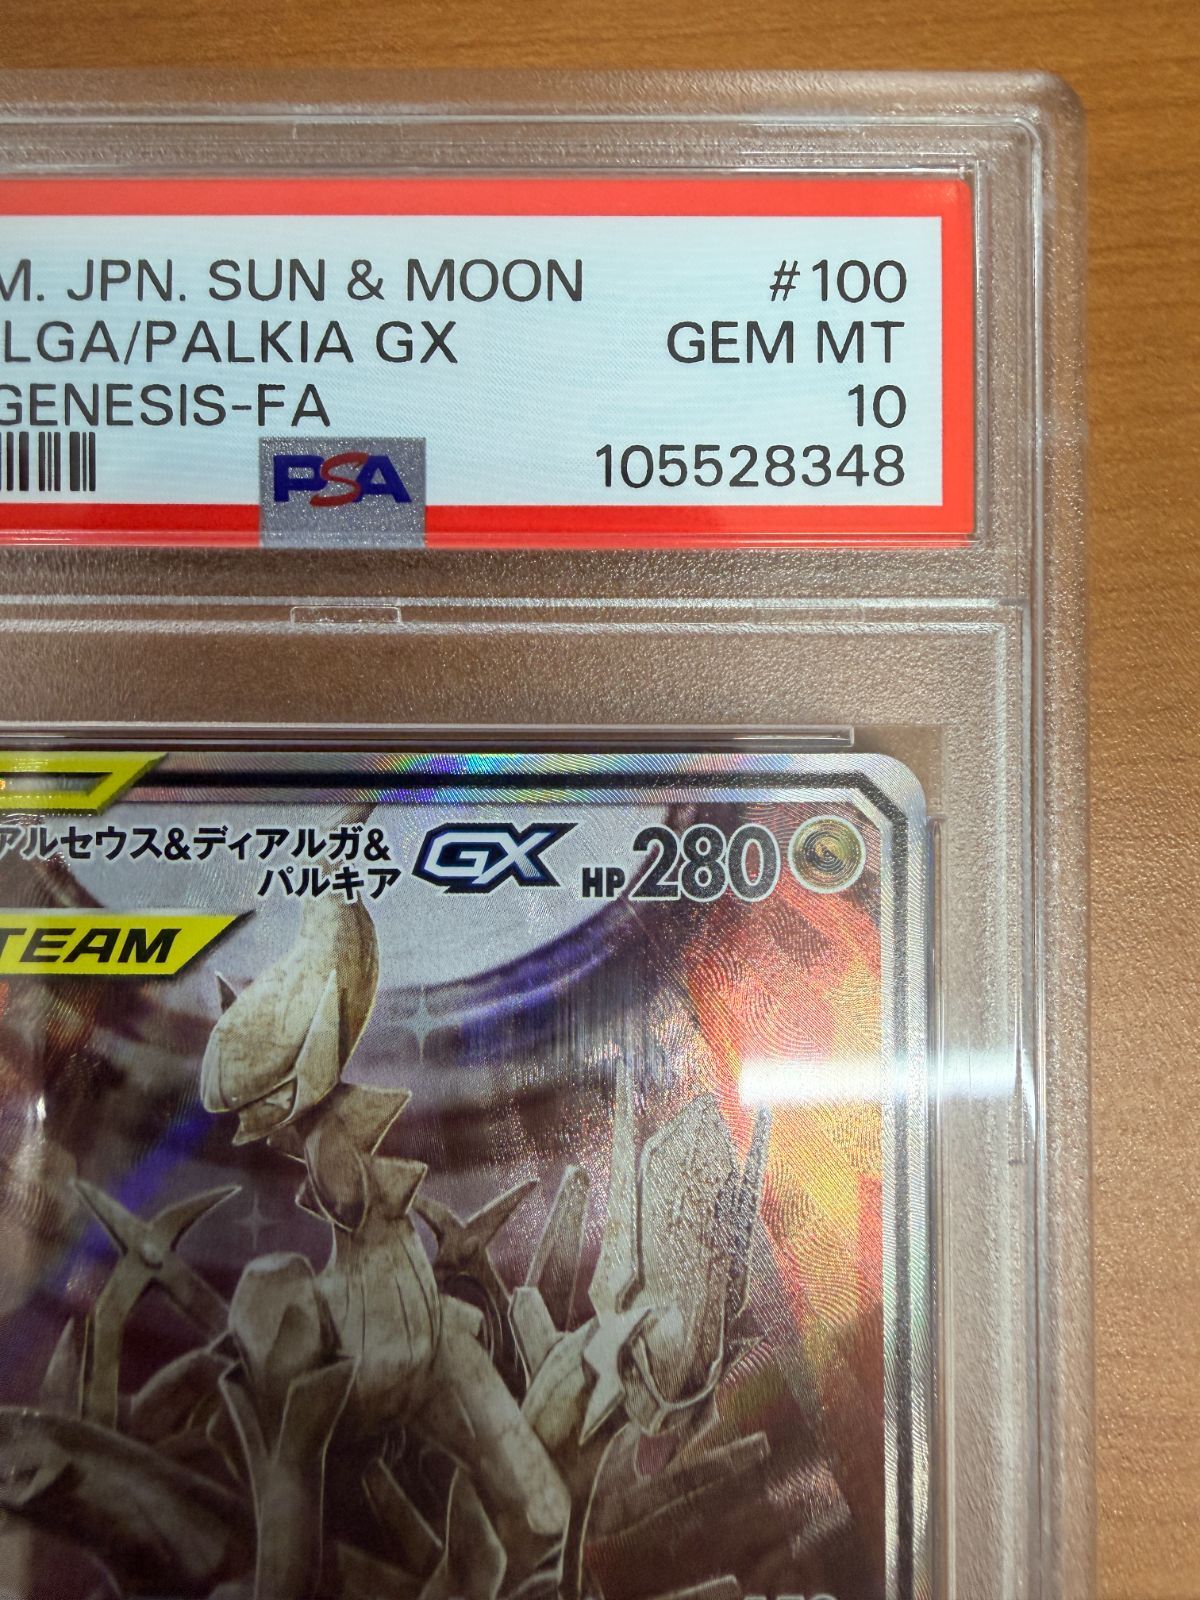 M. JPN. SUN & MOON #100
LGA/PALKIA GX GEM MT
GENESIS-FA 10
PSA 105528348
アルセウス&ディアルガ&
パルキア GX HP 280
TEAM